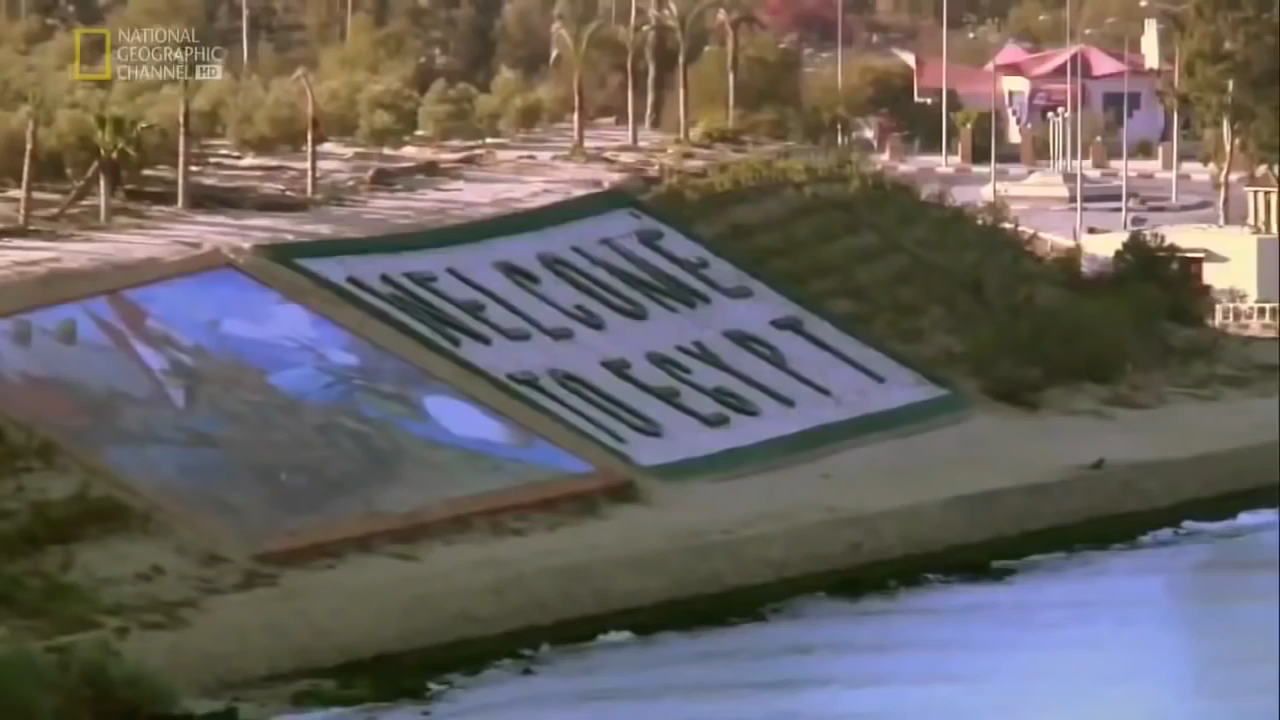 NATIONAL
GEOGRAPHIC
CHANNEL HD
WELCOME
TO EGYPT